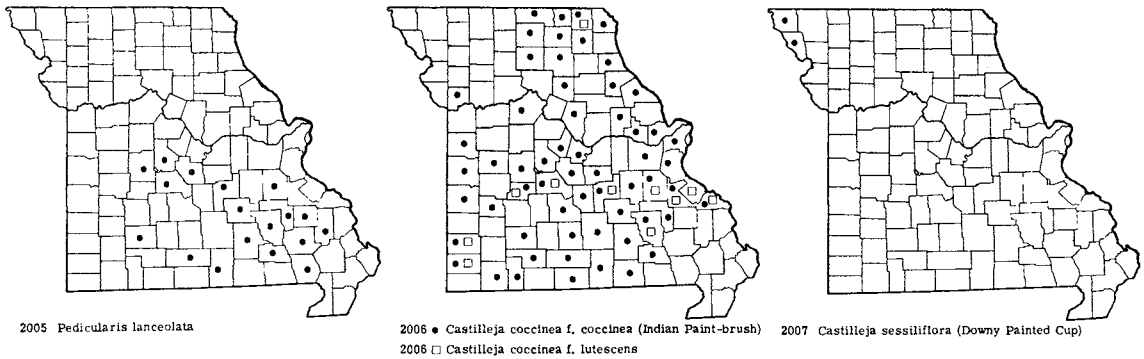 2005 Pedicularis lanceolata
2006 ● Castilleja coccinea f. coccinea (Indian Paint-brush)
2006 □ Castilleja coccinea f. lutescens
2007 Castilleja sessiliflora (Downy Painted Cup)